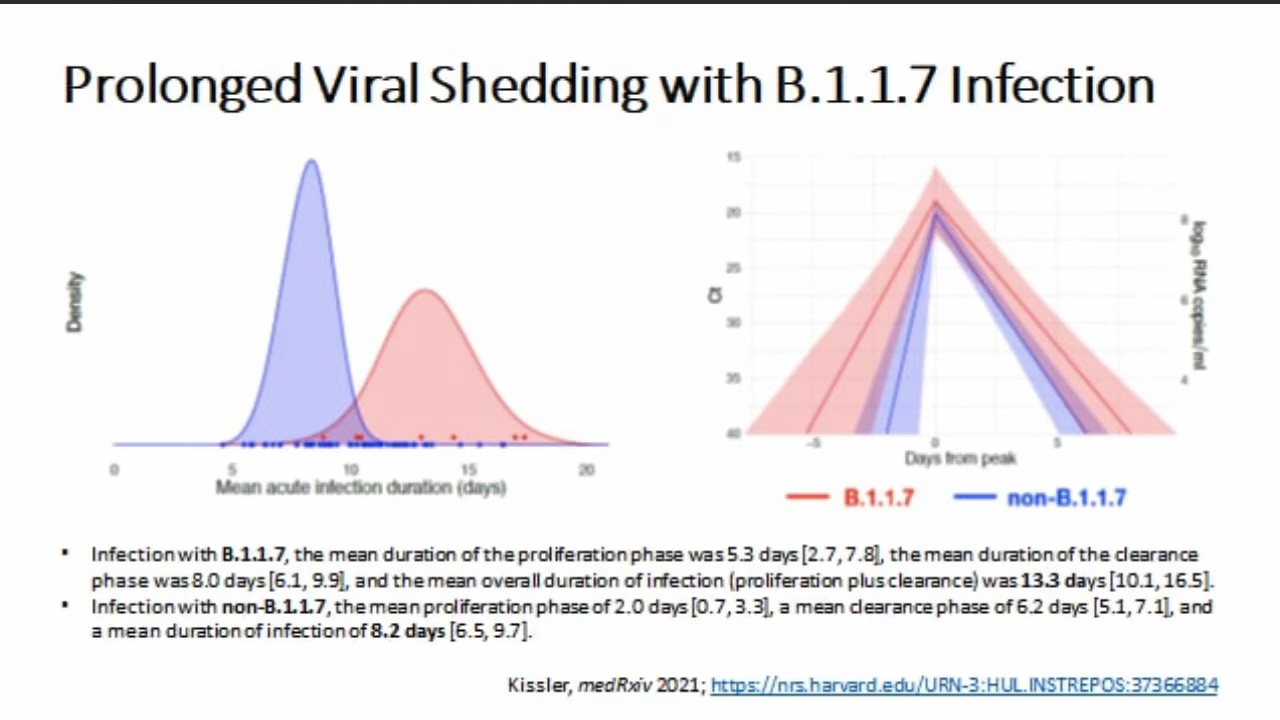 Prolonged Viral Shedding with B.1.1.7 Infection
Density
0 5 10 15 20
Mean acute infection duration (days)
15
20
25
30
35
40
Ct
-5 0 5
Days from peak
8
6
4
log10 RNA copies/ml
B.1.1.7 non-B.1.1.7
• Infection with B.1.1.7, the mean duration of the proliferation phase was 5.3 days [2.7, 7.8], the mean duration of the clearance
phase was 8.0 days [6.1, 9.9], and the mean overall duration of infection (proliferation plus clearance) was 13.3 days [10.1, 16.5].
• Infection with non-B.1.1.7, the mean proliferation phase of 2.0 days [0.7, 3.3], a mean clearance phase of 6.2 days [5.1, 7.1], and
a mean duration of infection of 8.2 days [6.5, 9.7].
Kissler, medRxiv 2021; https://nrs.harvard.edu/URN-3:HUL.INSTREPOS:37366884